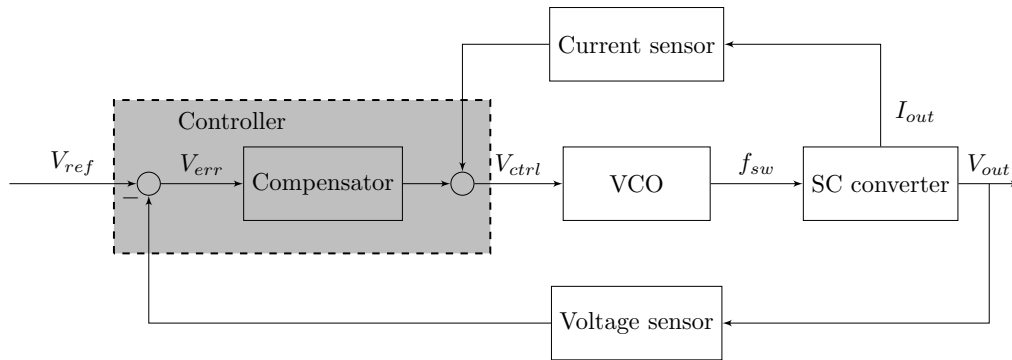 Current sensor
Controller
I_out
V_ref
V_err
Compensator
V_ctrl
VCO
f_sw
SC converter
V_out
−
Voltage sensor